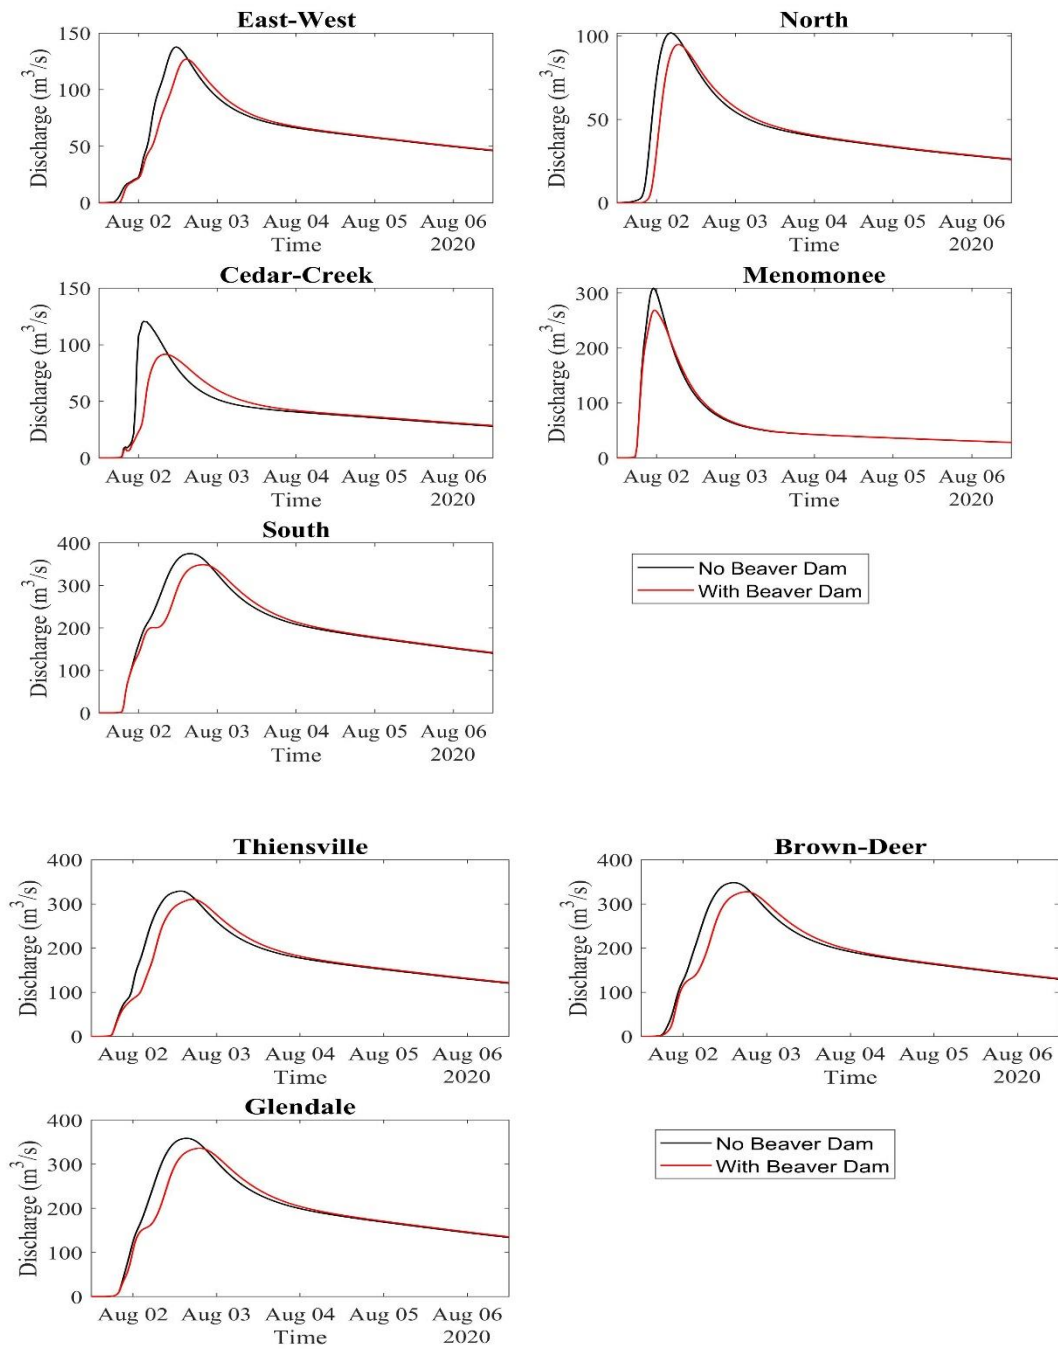 East-West
150
100
50
0
Discharge (m³/s)
Aug 02 Aug 03 Aug 04 Aug 05 Aug 06
Time 2020
North
100
50
0
Discharge (m³/s)
Aug 02 Aug 03 Aug 04 Aug 05 Aug 06
Time 2020
Cedar-Creek
150
100
50
0
Discharge (m³/s)
Aug 02 Aug 03 Aug 04 Aug 05 Aug 06
Time 2020
Menomonee
300
200
100
0
Discharge (m³/s)
Aug 02 Aug 03 Aug 04 Aug 05 Aug 06
Time 2020
South
400
300
200
100
0
Discharge (m³/s)
Aug 02 Aug 03 Aug 04 Aug 05 Aug 06
Time 2020
No Beaver Dam
With Beaver Dam
Thiensville
400
300
200
100
0
Discharge (m³/s)
Aug 02 Aug 03 Aug 04 Aug 05 Aug 06
Time 2020
Brown-Deer
400
300
200
100
0
Discharge (m³/s)
Aug 02 Aug 03 Aug 04 Aug 05 Aug 06
Time 2020
Glendale
400
300
200
100
0
Discharge (m³/s)
Aug 02 Aug 03 Aug 04 Aug 05 Aug 06
Time 2020
No Beaver Dam
With Beaver Dam